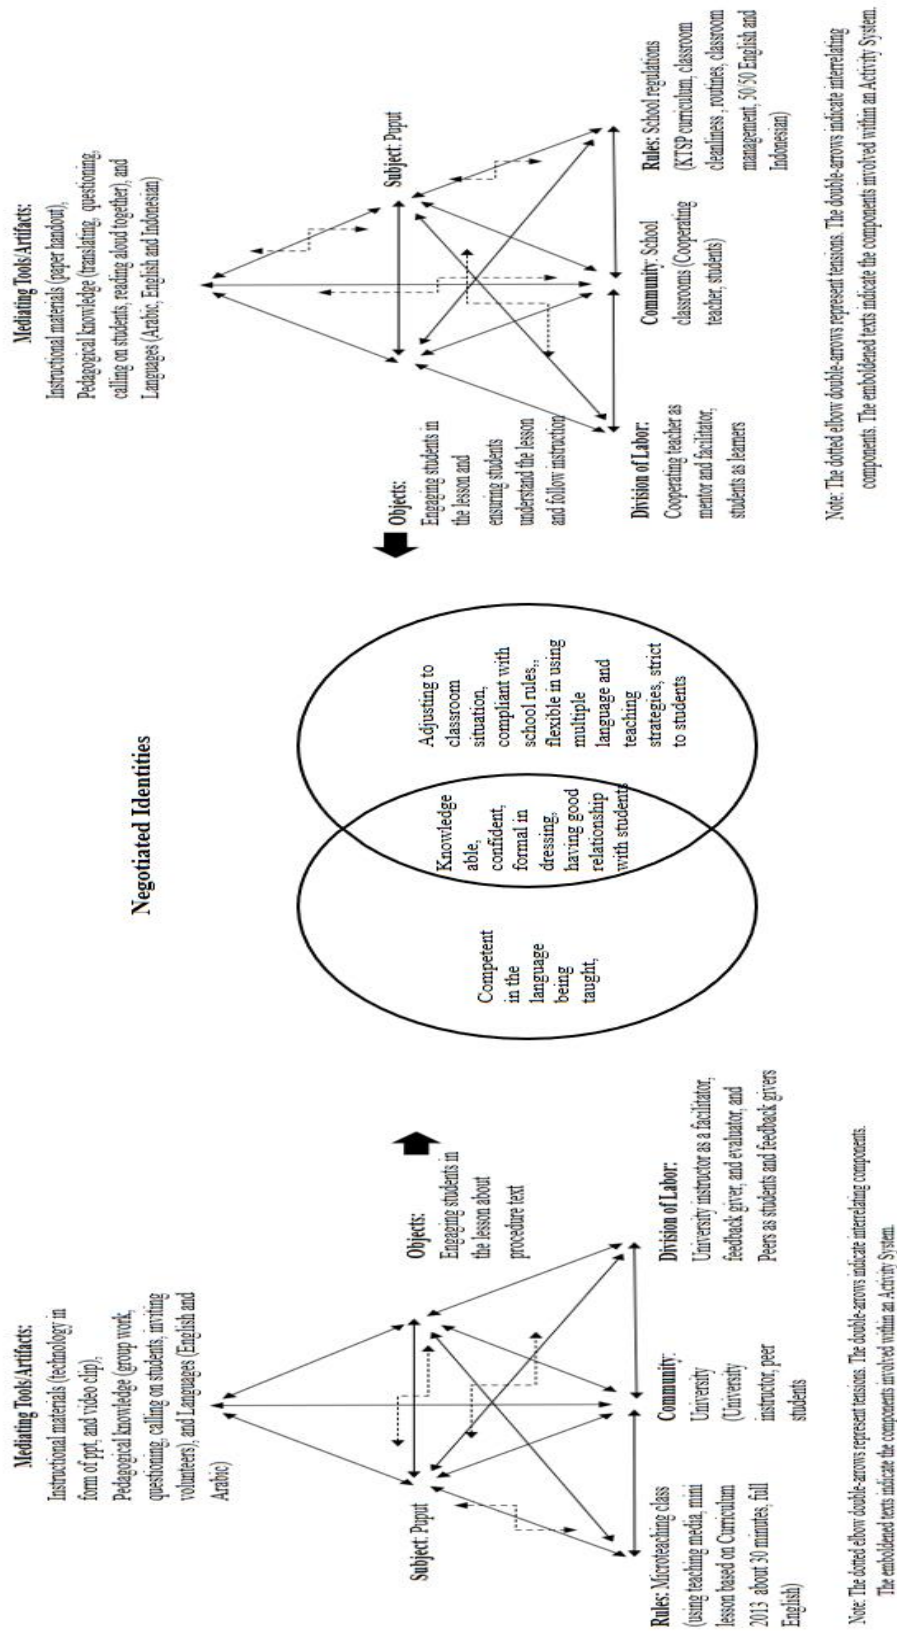 Negotiated Identities
Mediating Tools/Artifacts:
Instructional materials (technology in
form of ppt, and video clip),
Pedagogical knowledge (group work,
questioning, calling on students, inviting
volunteers), and Languages (English and
Arabic)
Subject: Puput
Objects:
Engaging students in
the lesson about
procedure text
Rules: Microteaching class
(using teaching media, mini
lesson based on Curriculum
2013 about 30 minutes, full
English)
Community:
University
(University
instructor, peer
students
Division of Labor:
University instructor as a facilitator,
feedback giver, and evaluator, and
Peers as students and feedback givers
Note: The dotted elbow double-arrows represent tensions. The double-arrows indicate interrelating components.
The emboldened texts indicate the components involved within an Activity System.
Competent
in the
language
being
taught,
Knowledge
able,
confident,
formal in
dressing,,
having good
relationship
with students
Adjusting to
classroom
situation,
compliant with
school rules,,
flexible in using
multiple
language and
teaching
strategies, strict
to students
Mediating Tools/Artifacts:
Instructional materials (paper handout),
Pedagogical knowledge (translating, questioning,
calling on students, reading aloud together), and
Languages (Arabic, English and Indonesian)
Objects:
Engaging students in
the lesson and
ensuring students
understand the lesson
and follow instruction
Subject: Puput
Division of Labor:
Cooperating teacher as
mentor and facilitator,
students as learners
Community: School
classrooms (Cooperating
teacher, students)
Rules: School regulations
(KTSP curriculum, classroom
cleanliness , routines, classroom
management, 50/50 English and
Indonesian)
Note: The dotted elbow double-arrows represent tensions. The double-arrows indicate interrelating
components. The emboldened texts indicate the components involved within an Activity System.